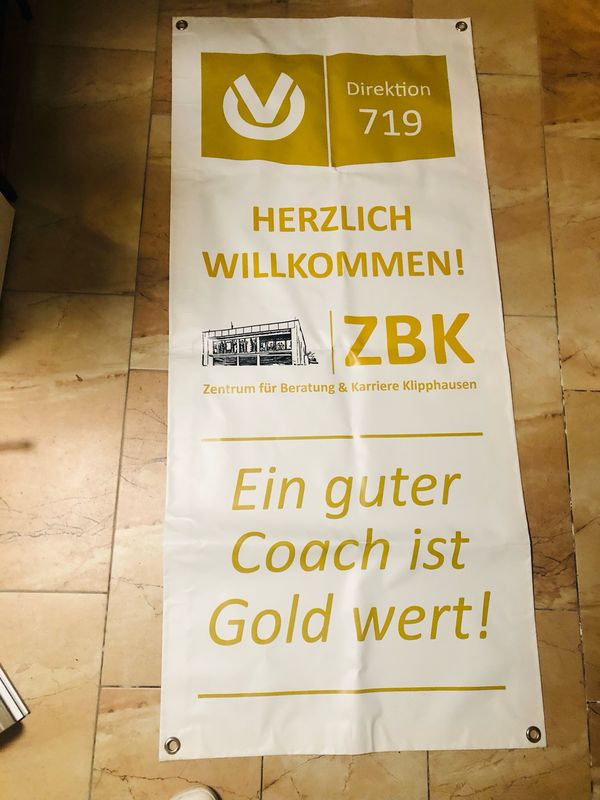 Direktion
719
HERZLICH
WILLKOMMEN!
ZBK
Zentrum für Beratung & Karriere Klipphausen
Ein guter
Coach ist
Gold wert!